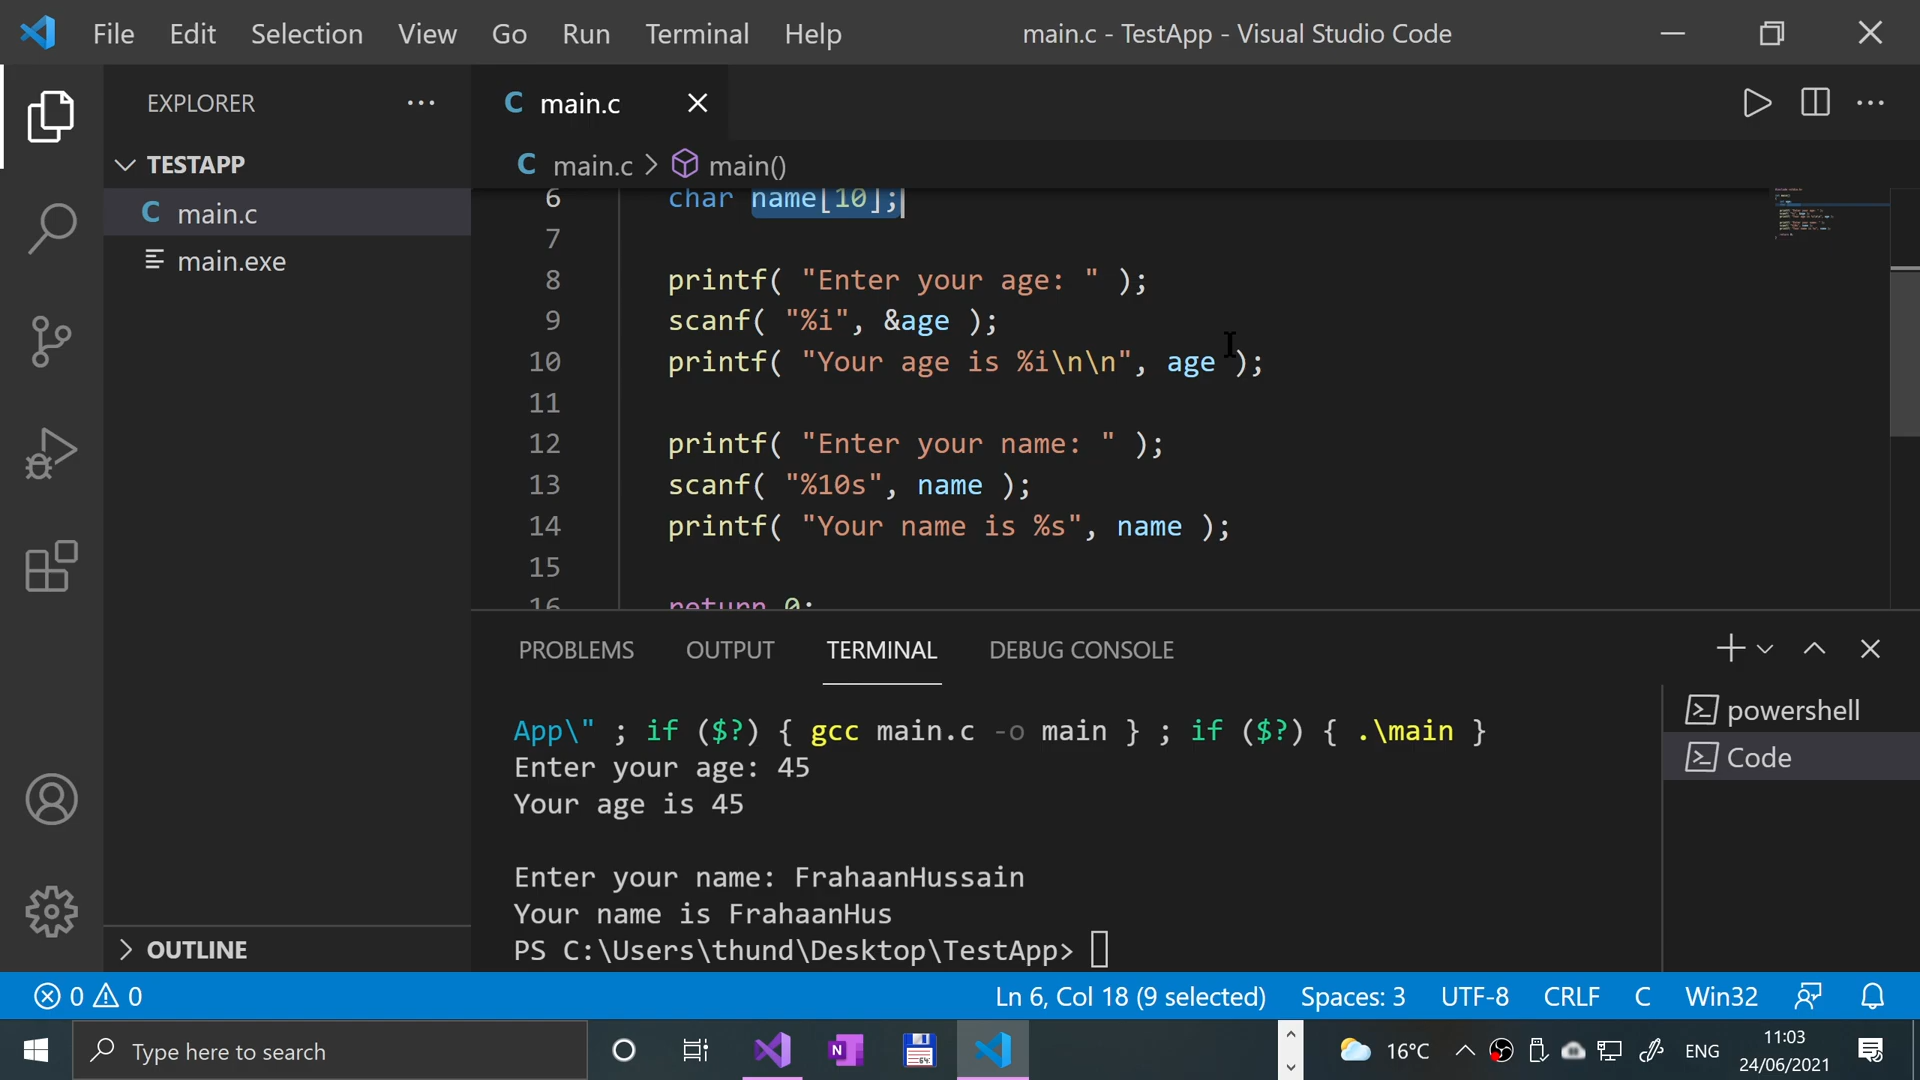 File Edit Selection View Go Run Terminal Help main.c - TestApp - Visual Studio Code
EXPLORER
TESTAPP
main.c
main.exe
OUTLINE
main.c
main.c > main()
6 char name[10];
7
8 printf( "Enter your age: " );
9 scanf( "%i", &age );
10 printf( "Your age is %i\n\n", age );
11
12 printf( "Enter your name: " );
13 scanf( "%10s", name );
14 printf( "Your name is %s", name );
15
16 return 0;
PROBLEMS OUTPUT TERMINAL DEBUG CONSOLE
App\" ; if ($?) { gcc main.c -o main } ; if ($?) { .\main }
Enter your age: 45
Your age is 45
Enter your name: FrahaanHussain
Your name is FrahaanHus
PS C:\Users\thund\Desktop\TestApp>
powershell
Code
0 0 Ln 6, Col 18 (9 selected) Spaces: 3 UTF-8 CRLF C Win32
Type here to search 16°C ENG 11:03
24/06/2021